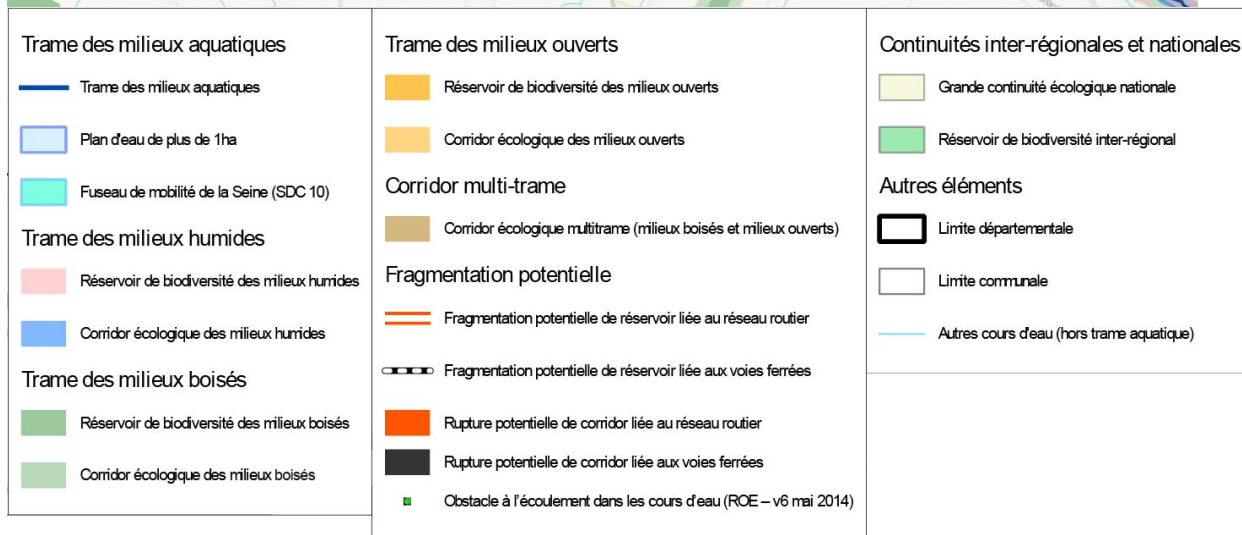 Trame des milieux aquatiques
Trame des milieux aquatiques
Plan d'eau de plus de 1ha
Fuseau de mobilité de la Seine (SDC 10)
Trame des milieux humides
Réservoir de biodiversité des milieux humides
Corridor écologique des milieux humides
Trame des milieux boisés
Réservoir de biodiversité des milieux boisés
Corridor écologique des milieux boisés
Trame des milieux ouverts
Réservoir de biodiversité des milieux ouverts
Corridor écologique des milieux ouverts
Corridor multi-trame
Corridor écologique multitrame (milieux boisés et milieux ouverts)
Fragmentation potentielle
Fragmentation potentielle de réservoir liée au réseau routier
Fragmentation potentielle de réservoir liée aux voies ferrées
Rupture potentielle de corridor liée au réseau routier
Rupture potentielle de corridor liée aux voies ferrées
Obstacle à l'écoulement dans les cours d'eau (ROE – v6 mai 2014)
Continuités inter-régionales et nationales
Grande continuité écologique nationale
Réservoir de biodiversité inter-régional
Autres éléments
Limite départementale
Limite communale
Autres cours d'eau (hors trame aquatique)